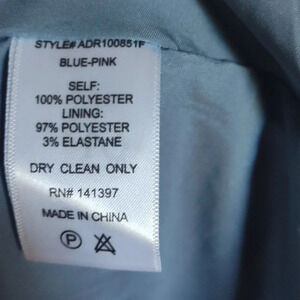 STYLE# ADR100851F
BLUE-PINK
SELF:
100% POLYESTER
LINING:
97% POLYESTER
3% ELASTANE
DRY CLEAN ONLY
RN# 141397
MADE IN CHINA
P